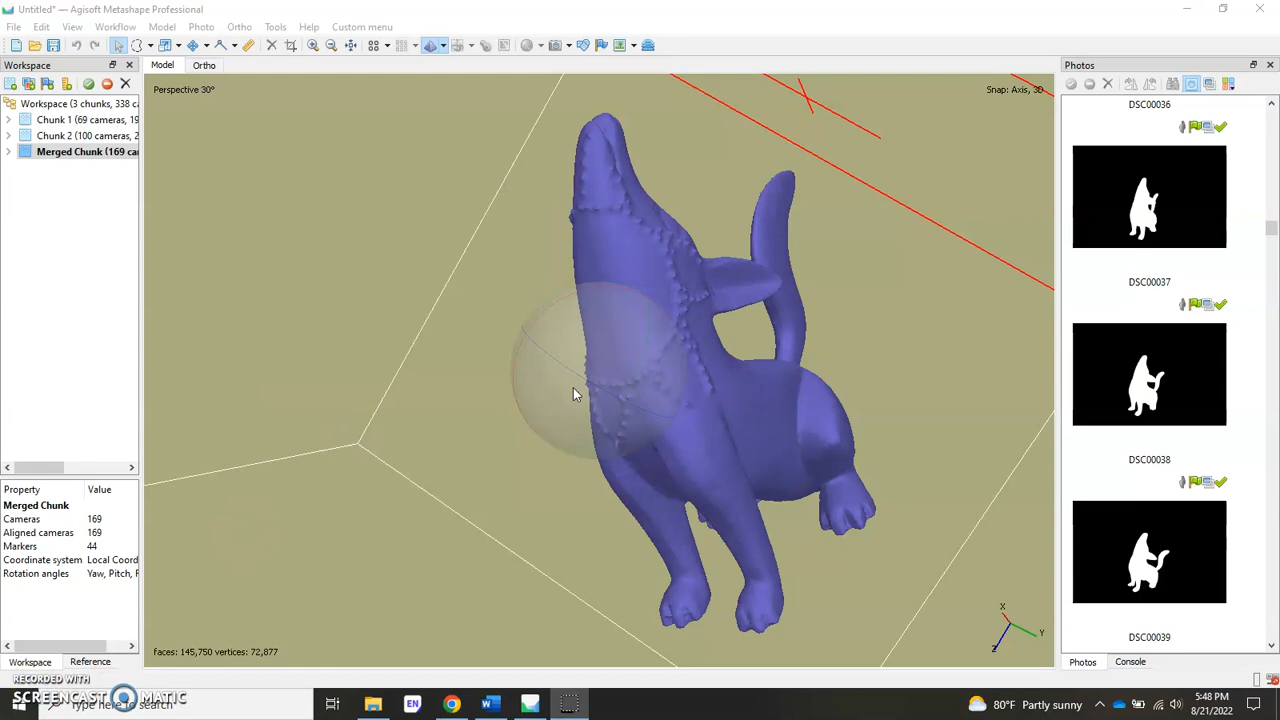 Untitled* — Agisoft Metashape Professional
File Edit View Workflow Model Photo Ortho Tools Help Custom menu
Workspace
Model Ortho
Photos
Perspective 30°
Snap: Axis, 3D
Workspace (3 chunks, 338 ca
Chunk 1 (69 cameras, 19
Chunk 2 (100 cameras, 4
Merged Chunk (169 ca
DSC00036
DSC00037
DSC00038
DSC00039
Property Value
Merged Chunk
Cameras 169
Aligned cameras 169
Markers 44
Coordinate system Local Coord
Rotation angles Yaw, Pitch, F
X
Y
Z
faces: 145,750 vertices: 72,877
Workspace Reference
Photos Console
RECORDED WITH
SCREENCAST MATIC
Type here to search
EN
W
80°F Partly sunny
5:48 PM
8/21/2022